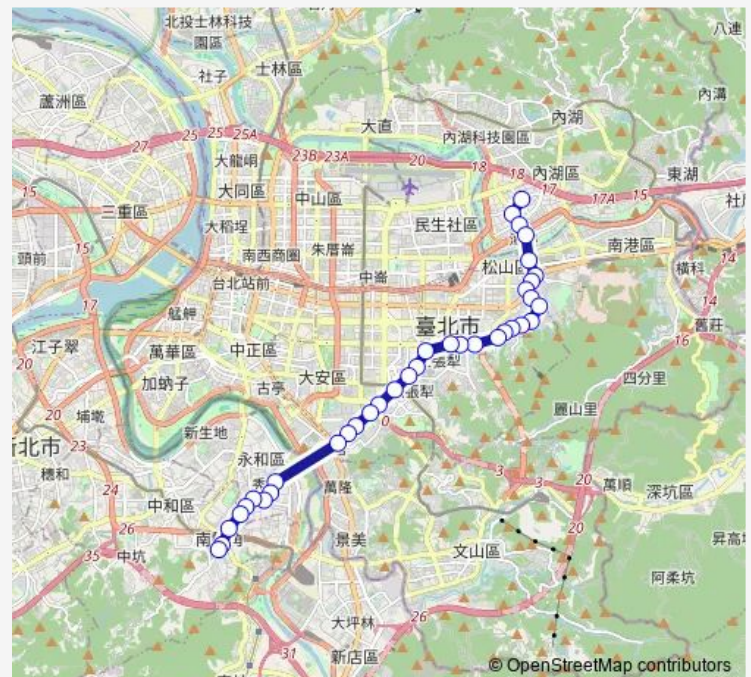 北投士林科技
園區
八連
社子
士林區
蘆洲區
內溝
內湖
大直
25
25
25A
內湖科技園區
27
大龍峒
23B
23A
20
18
18
內湖區
東湖
15
大同區
17
17A
15
中山區
三重區
民生社區
大稻埕
南港區
頭前
15
南西商圈
朱厝崙
松山區
橫科
14
中崙
台北站前
17
14
艋舺
臺北市
舊莊
江子翠
萬華區
中正區
16
大安區
四分里
加蚋子
古亭
20
麗山里
埤墘
新生地
新北市
23
永和區
3
3
穗和
萬隆
萬順
深坑區
24
中和區
20
26
景美
昇高坑
35
中坑
文山區
阿柔坑
26
大坪林
31
新店區
© OpenStreetMap contributors